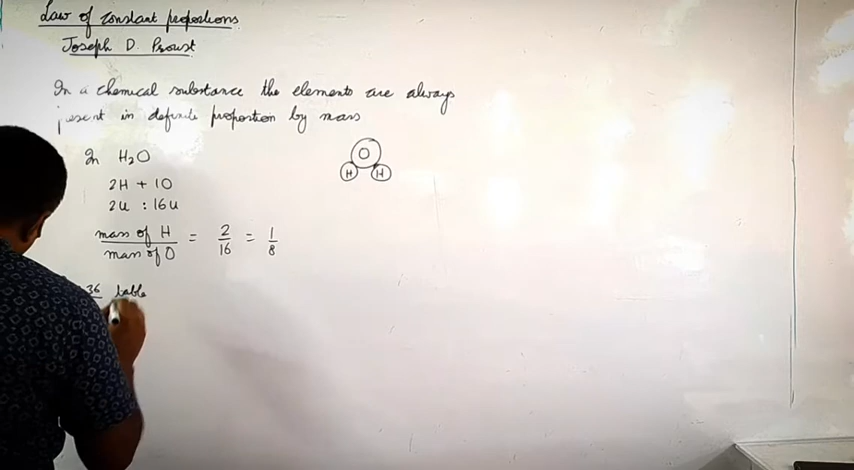 Law of constant proportions
Joseph D. Proust
In a chemical substance the elements are always
present in definite proportion by mass
In H₂O
2H + 1O
2u : 16u
mass of H / mass of O = 2/16 = 1/8
O
H H
36 table